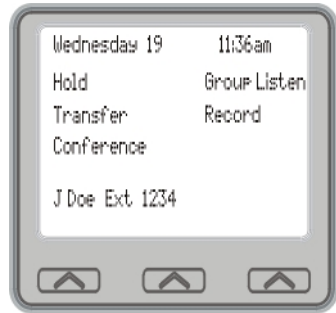 Wednesday 19 11:36am
Hold Group Listen
Transfer Record
Conference
J Doe Ext 1234